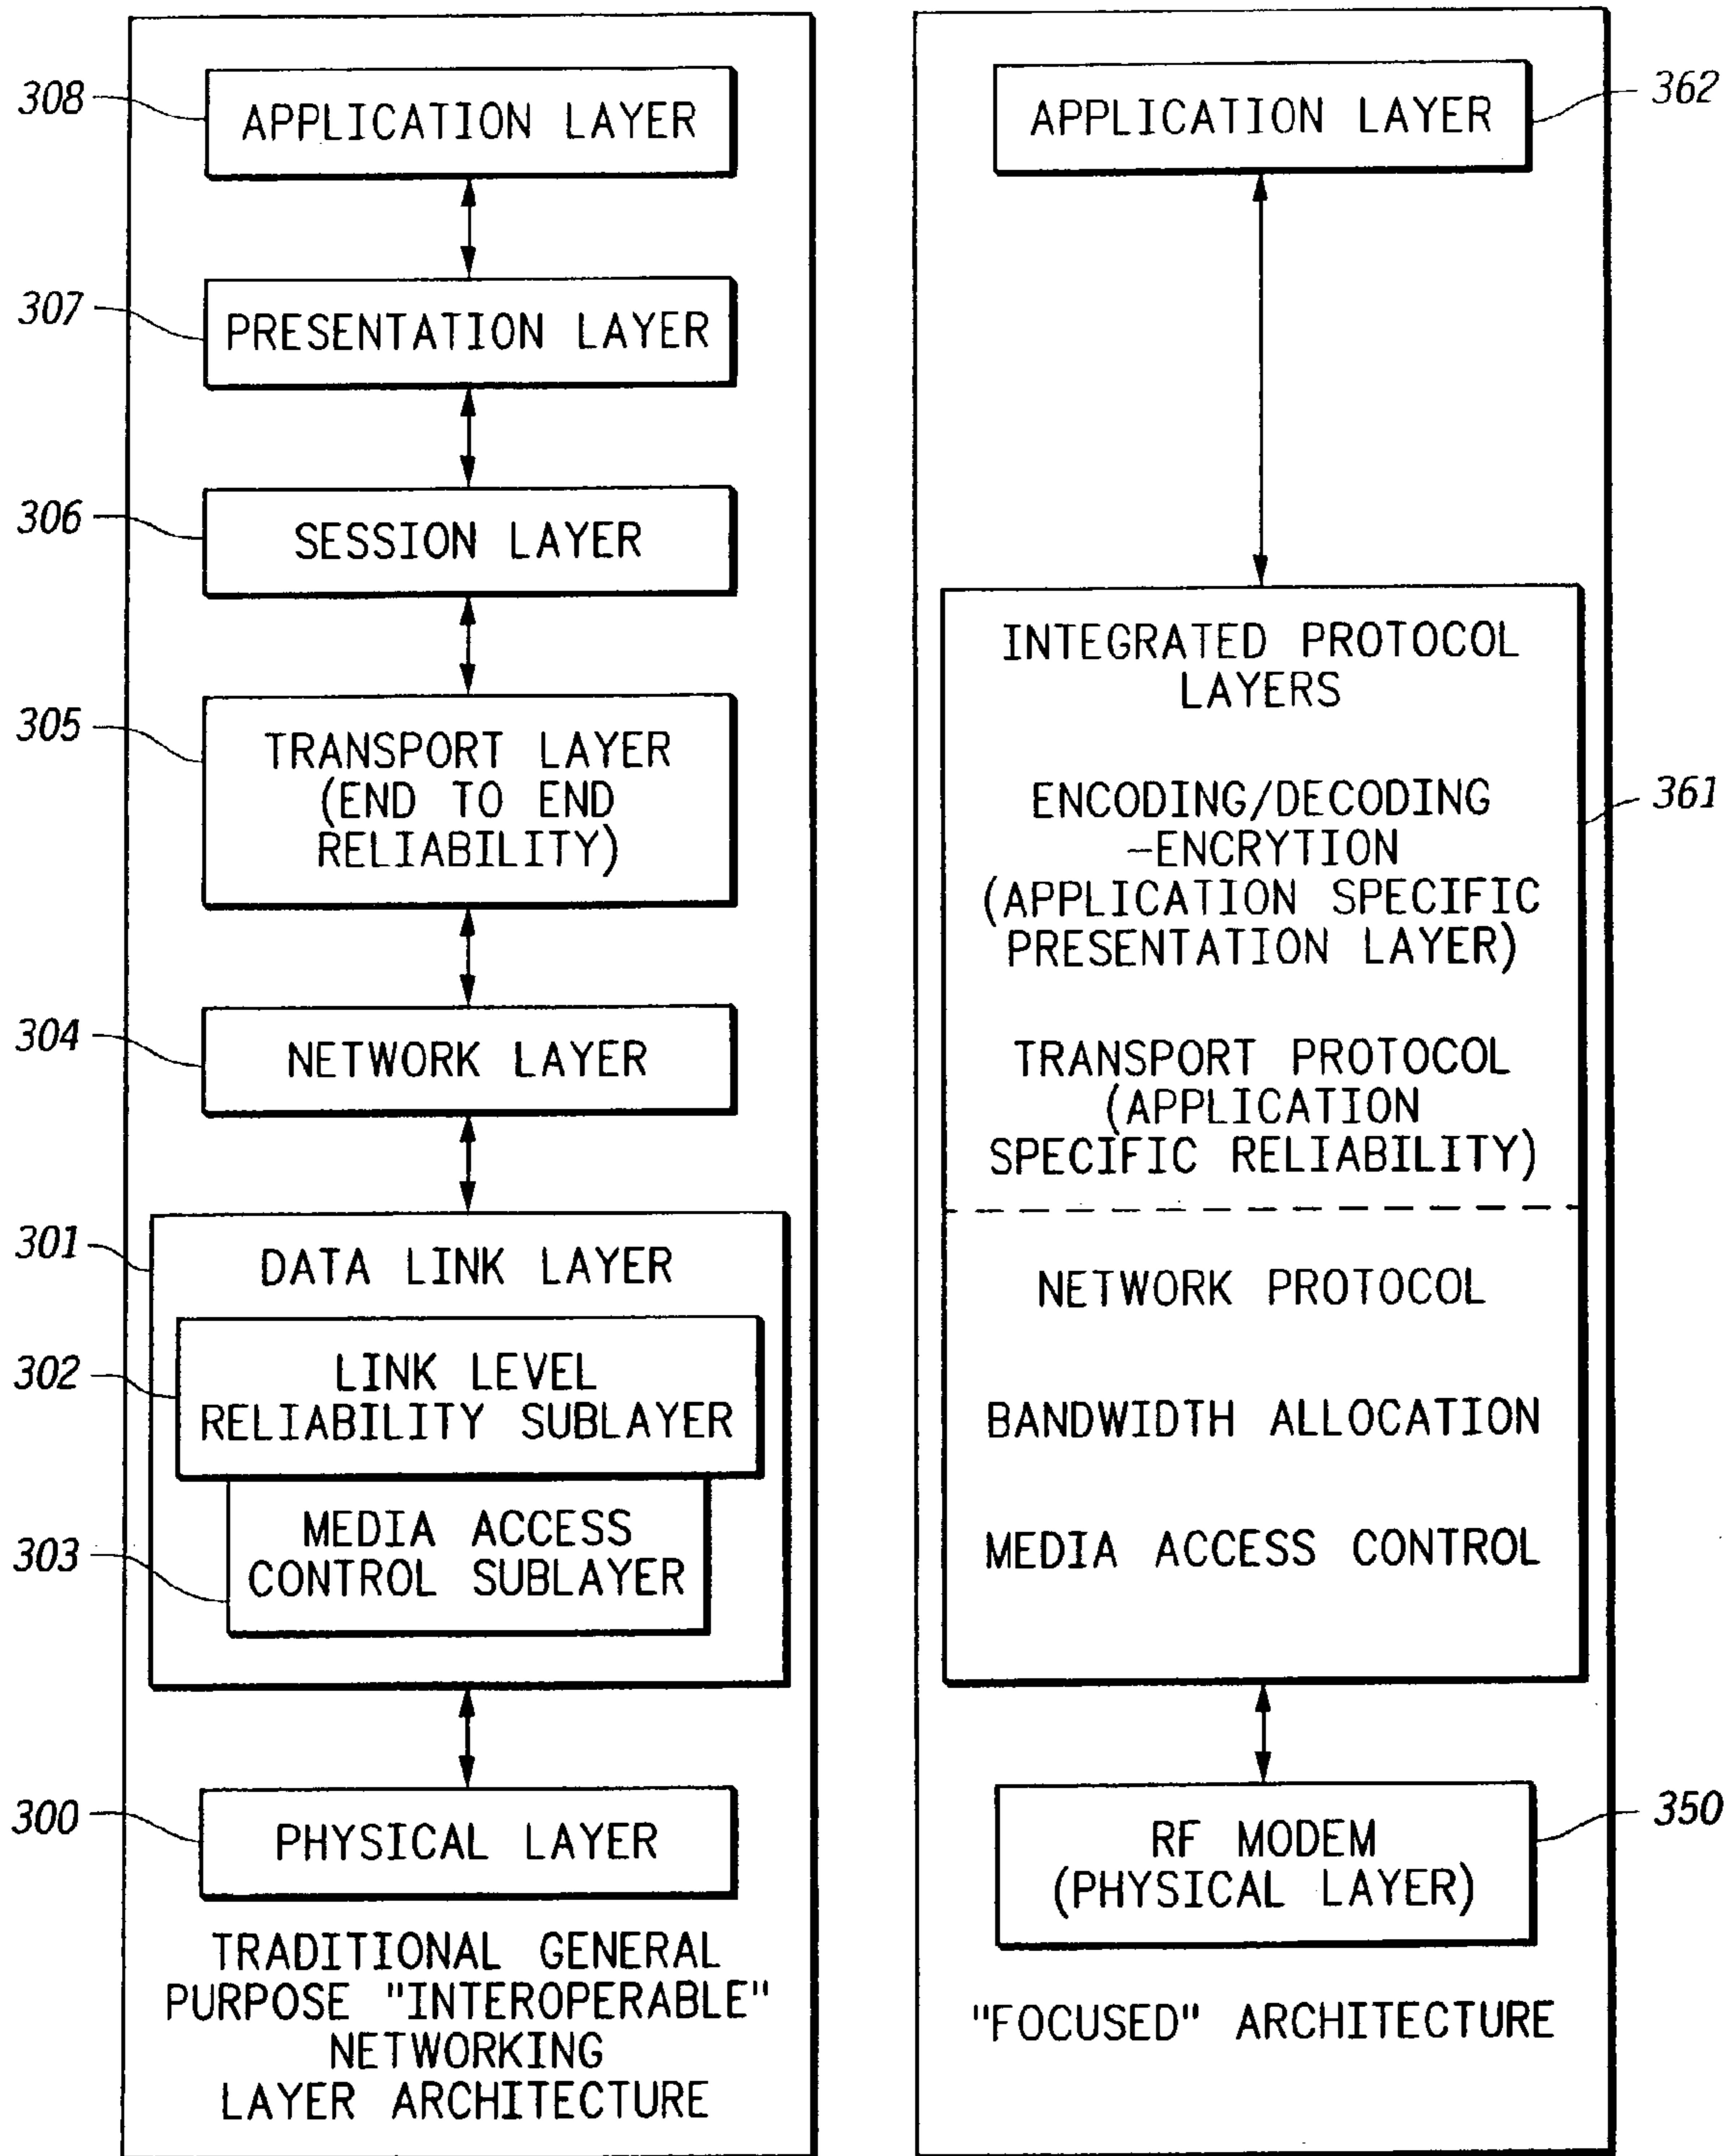 308
APPLICATION LAYER
307
PRESENTATION LAYER
306
SESSION LAYER
305
TRANSPORT LAYER
(END TO END
RELIABILITY)
304
NETWORK LAYER
301
DATA LINK LAYER
302
LINK LEVEL
RELIABILITY SUBLAYER
303
MEDIA ACCESS
CONTROL SUBLAYER
300
PHYSICAL LAYER
TRADITIONAL GENERAL
PURPOSE "INTEROPERABLE"
NETWORKING
LAYER ARCHITECTURE
APPLICATION LAYER
362
INTEGRATED PROTOCOL
LAYERS
ENCODING/DECODING
-ENCRYTION
(APPLICATION SPECIFIC
PRESENTATION LAYER)
361
TRANSPORT PROTOCOL
(APPLICATION
SPECIFIC RELIABILITY)
NETWORK PROTOCOL
BANDWIDTH ALLOCATION
MEDIA ACCESS CONTROL
RF MODEM
(PHYSICAL LAYER)
350
"FOCUSED" ARCHITECTURE